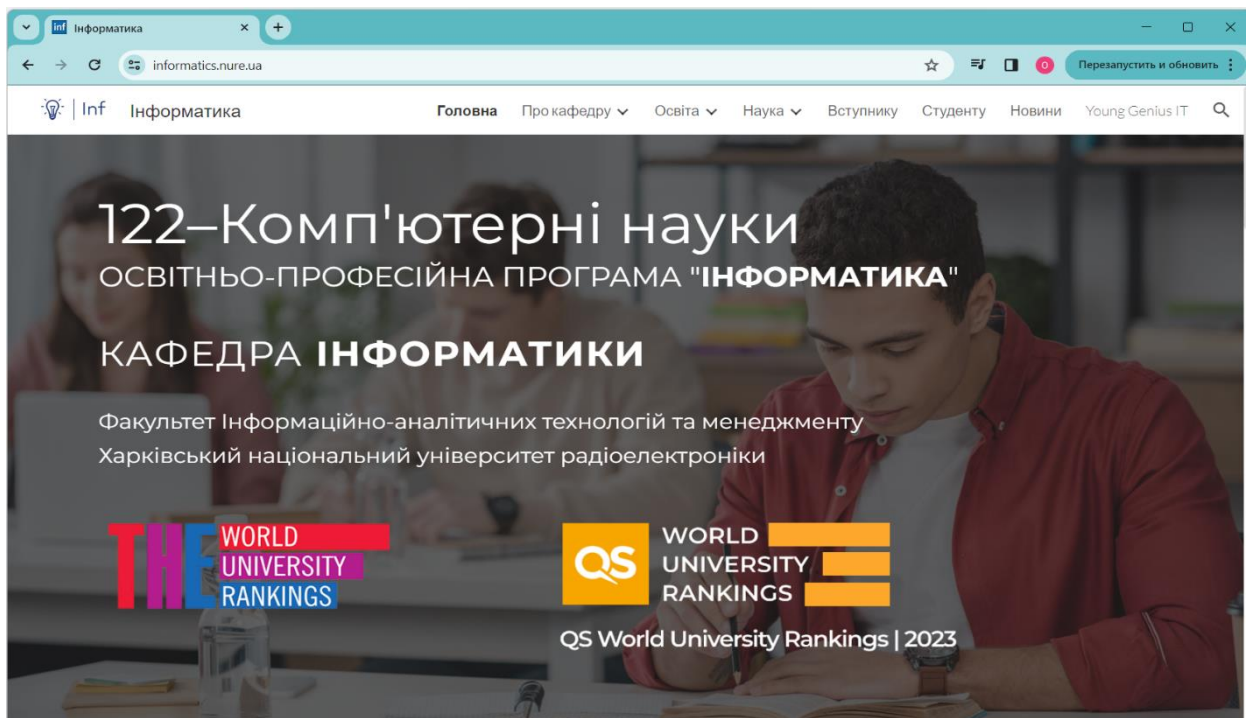 inf Інформатика
informatics.nure.ua
О
Перезапустить и обновить
Inf Інформатика Головна Про кафедру Освіта Наука Вступнику Студенту Новини Young Genius IT
122–Комп'ютерні науки
ОСВІТНЬО-ПРОФЕСІЙНА ПРОГРАМА "ІНФОРМАТИКА"
КАФЕДРА ІНФОРМАТИКИ
Факультет Інформаційно-аналітичних технологій та менеджменту
Харківський національний університет радіоелектроніки
THE WORLD
UNIVERSITY
RANKINGS
QS WORLD
UNIVERSITY
RANKINGS
QS World University Rankings | 2023